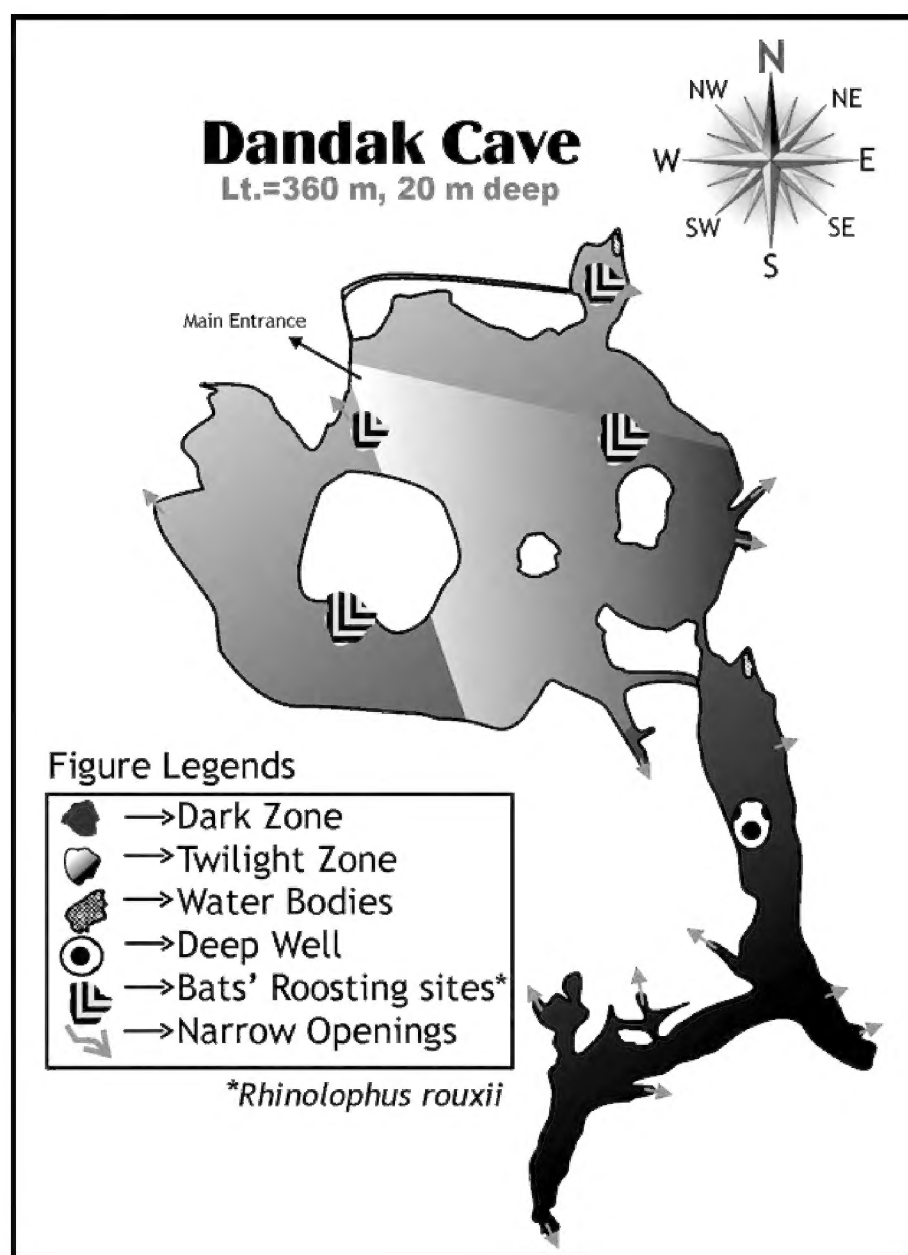 N
NW NE
W E
SW SE
S
Dandak Cave
Lt.=360 m, 20 m deep
Main Entrance
Figure Legends
Dark Zone
Twilight Zone
Water Bodies
Deep Well
Bats’ Roosting sites*
Narrow Openings
*Rhinolophus rouxii